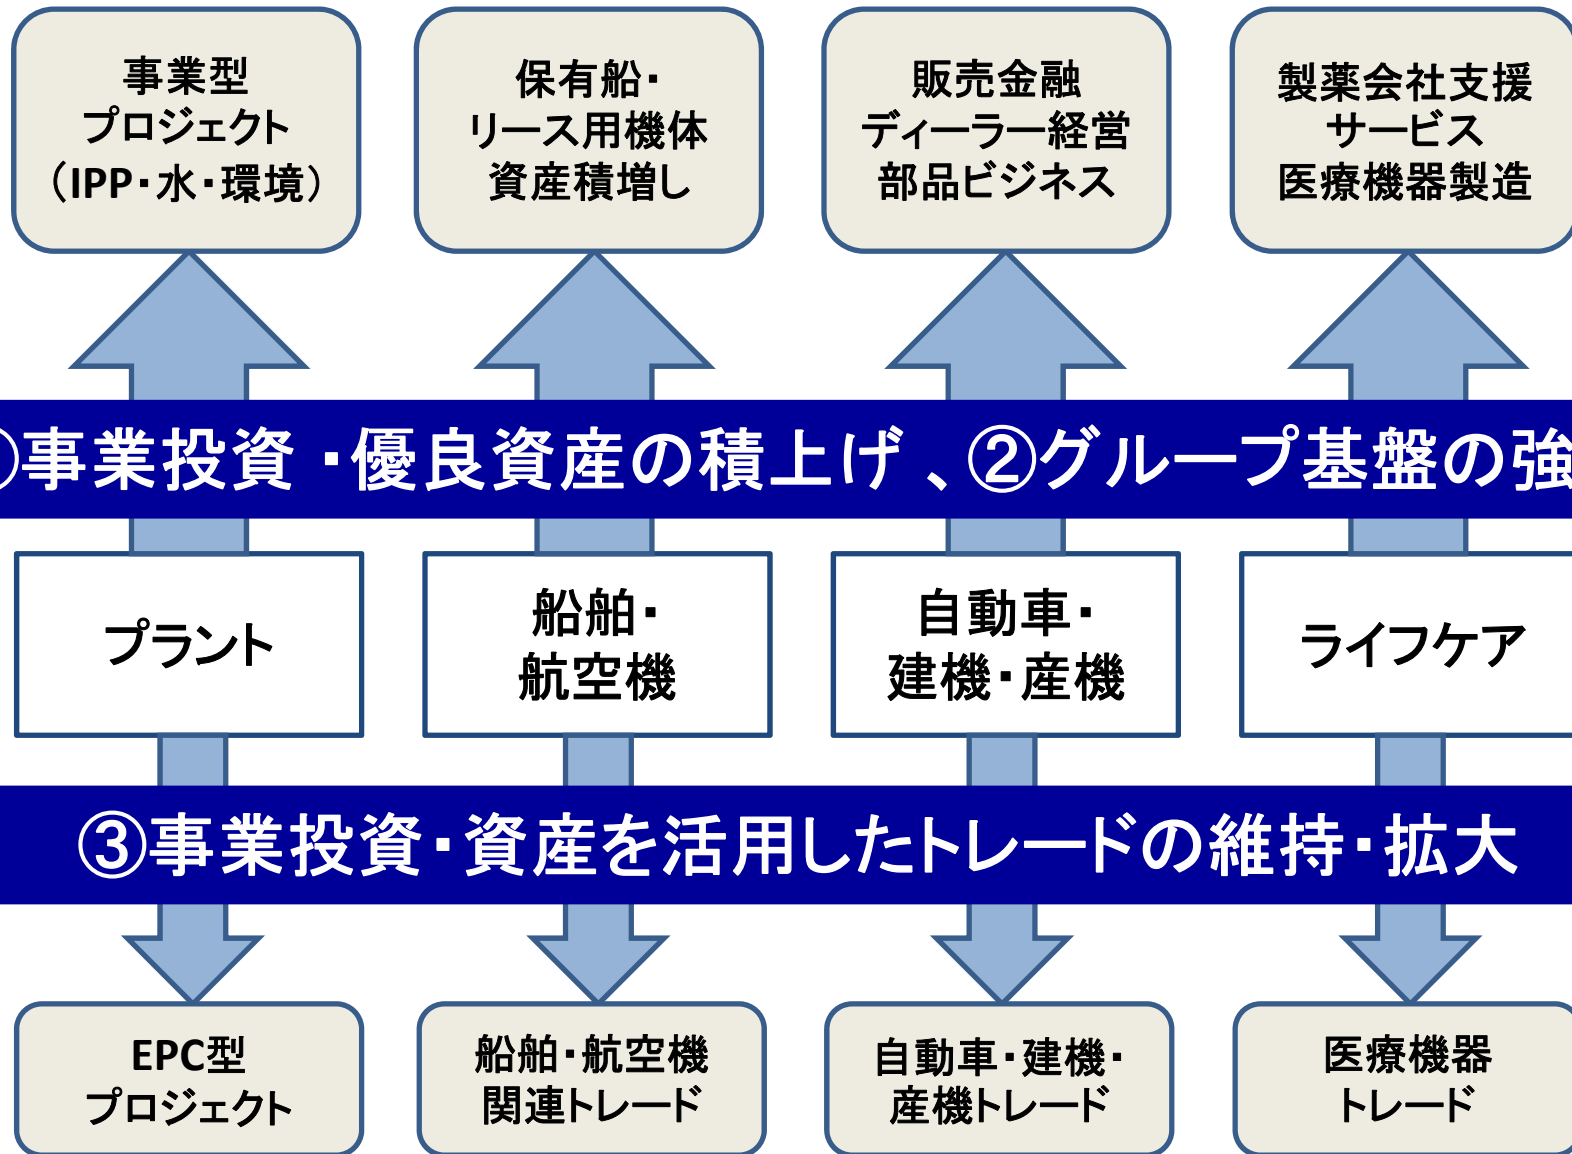 事業型
プロジェクト
（IPP・水・環境）
保有船・
リース用機体
資産積増し
販売金融
ディーラー経営
部品ビジネス
製薬会社支援
サービス
医療機器製造
事業投資・優良資産の積上げ、②グループ基盤の強
プラント
船舶・
航空機
自動車・
建機・産機
ライフケア
③事業投資・資産を活用したトレードの維持・拡大
EPC型
プロジェクト
船舶・航空機
関連トレード
自動車・建機・
産機トレード
医療機器
トレード